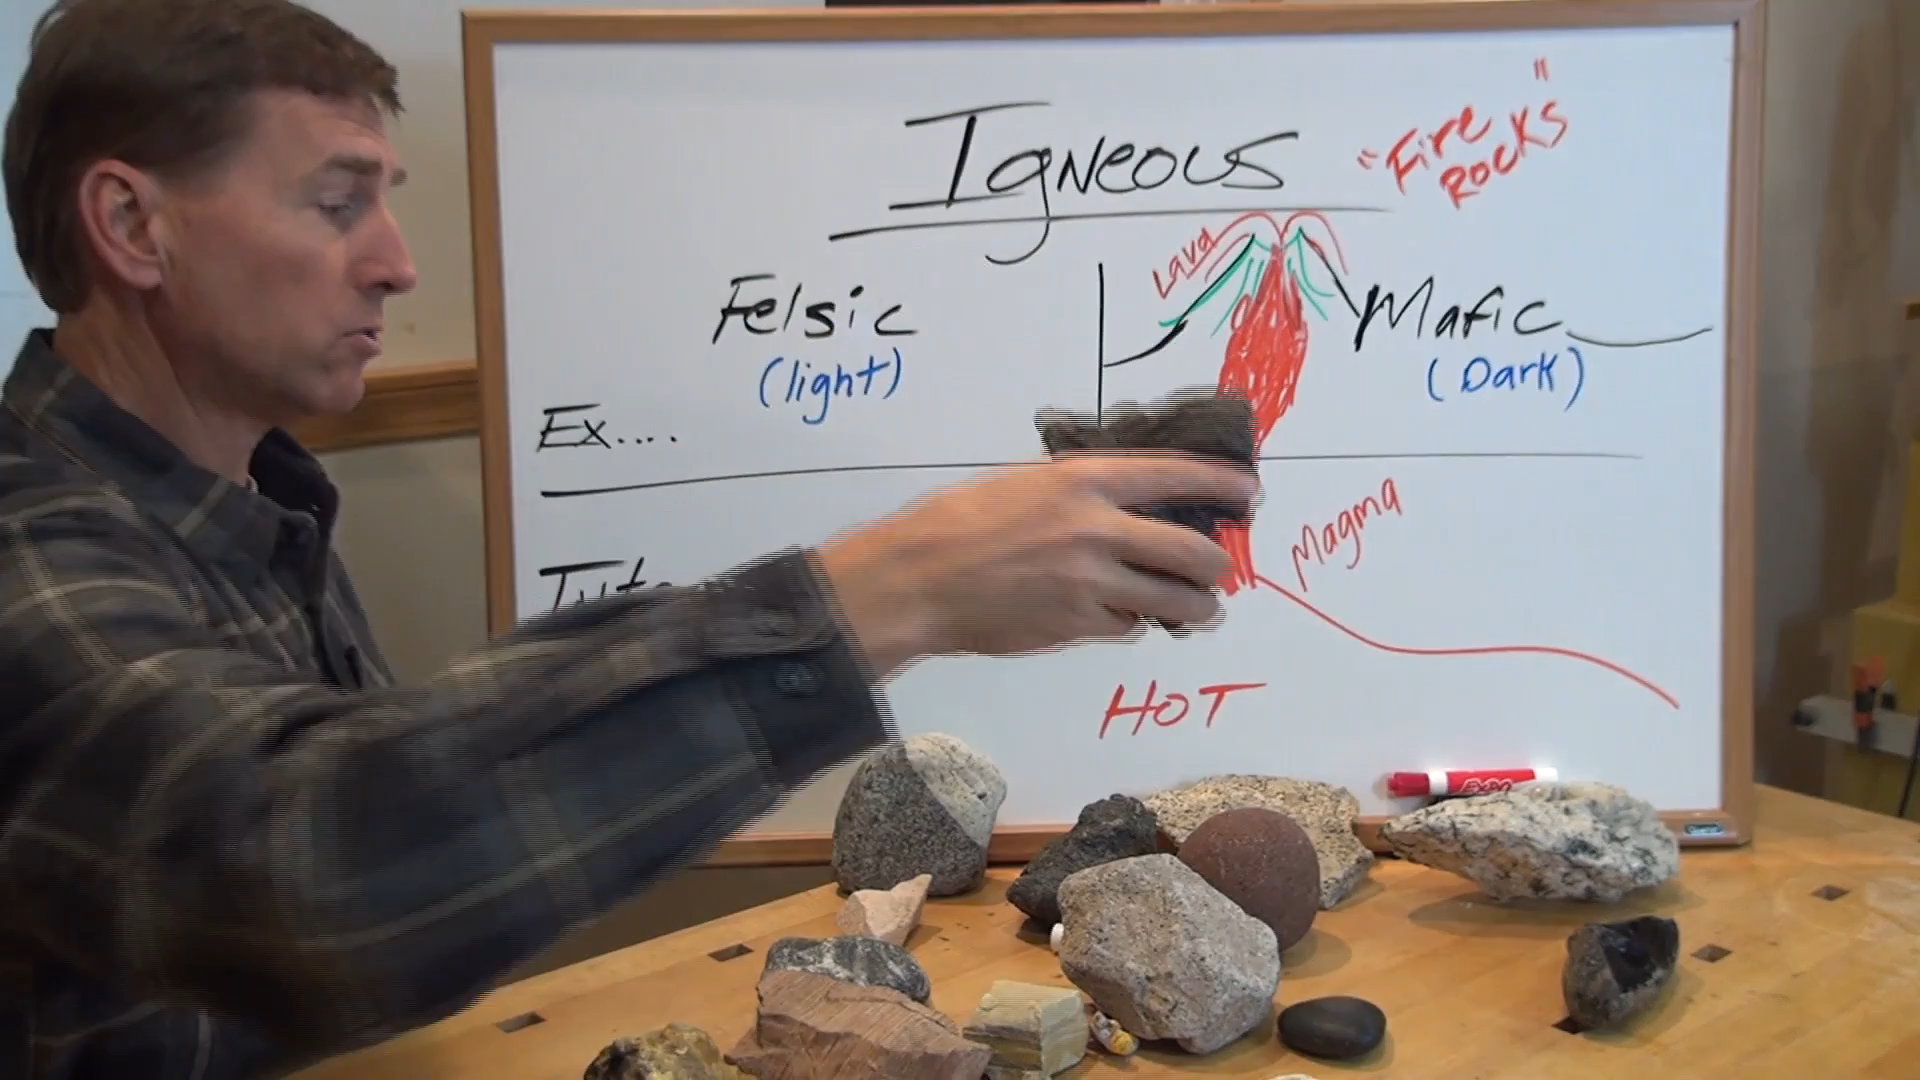 Igneous
"Fire
Rocks"
Lava
Felsic
(light)
Mafic
(Dark)
Ex....
Magma
HOT
EXPO